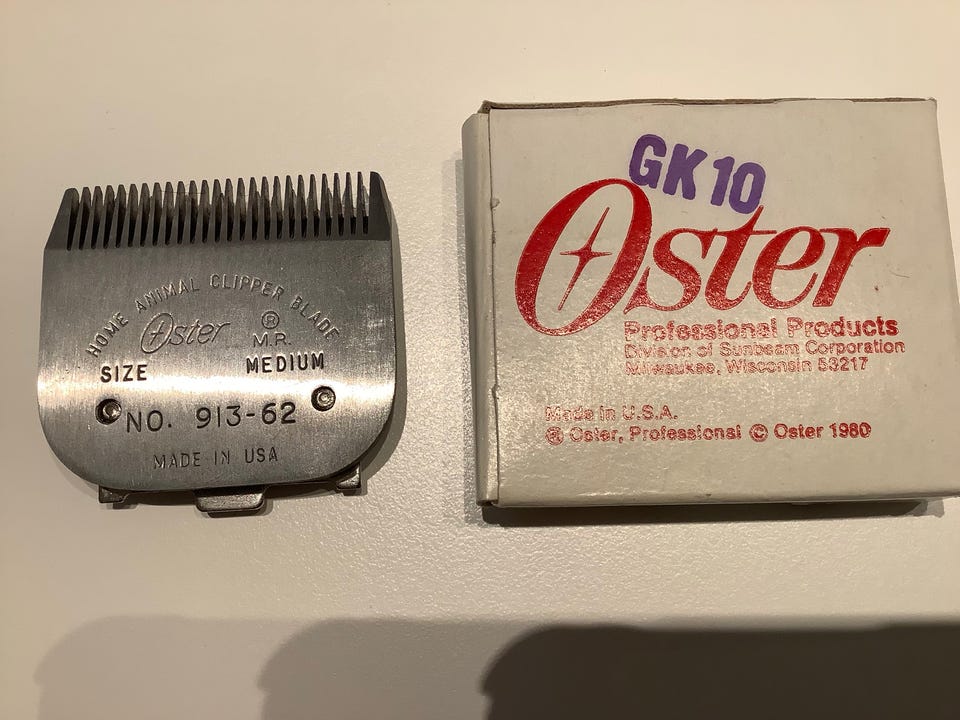 HOME ANIMAL CLIPPER BLADE
Oster ® M.R.
SIZE MEDIUM
NO. 913-62
MADE IN USA
GK10
Oster
Professional Products
Division of Sunbeam Corporation
Milwaukee, Wisconsin 53217
Made in U.S.A.
® Oster, Professional © Oster 1980